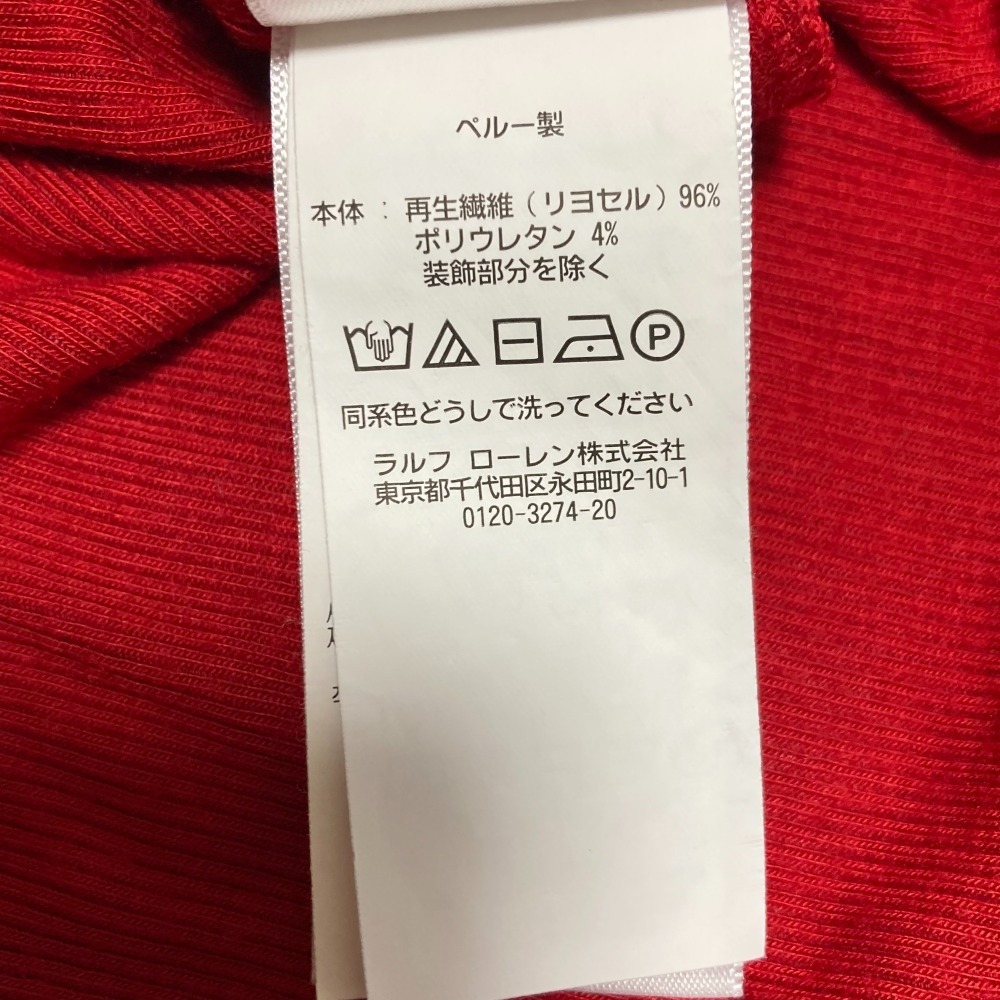 ペルー製
本体 : 再生繊維 (リヨセル) 96%
ポリウレタン 4%
装飾部分を除く
P
同系色どうしで洗ってください
ラルフ ローレン株式会社
東京都千代田区永田町2-10-1
0120-3274-20